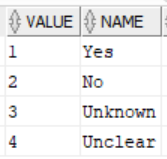 VALUE NAME
1 Yes
2 No
3 Unknown
4 Unclear